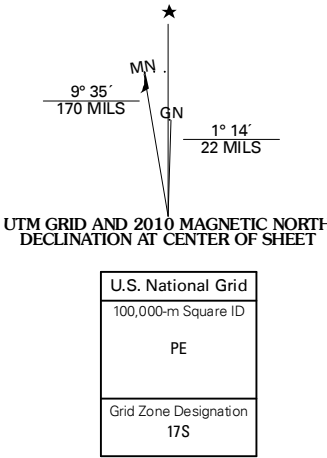 MN
9° 35´
170 MILS
GN
1° 14´
22 MILS
UTM GRID AND 2010 MAGNETIC NORTH
DECLINATION AT CENTER OF SHEET
U.S. National Grid
100,000-m Square ID
PE
Grid Zone Designation
17S